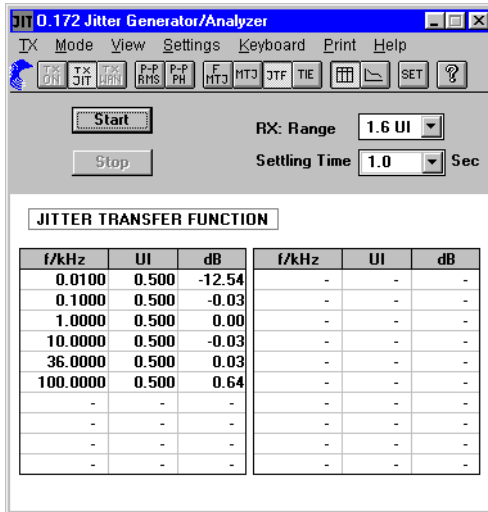 JIT O.172 Jitter Generator/Analyzer
TX Mode View Settings Keyboard Print Help
TX ON TX JIT TX WAN P-P RMS P-P PH F MTJ MTJ JTF TIE SET ?
Start
RX: Range 1.6 UI
Stop
Settling Time 1.0 Sec
JITTER TRANSFER FUNCTION
f/kHz UI dB f/kHz UI dB
0.0100 0.500 -12.54 - - -
0.1000 0.500 -0.03 - - -
1.0000 0.500 0.00 - - -
10.0000 0.500 -0.03 - - -
36.0000 0.500 0.03 - - -
100.0000 0.500 0.64 - - -
- - - - - -
- - - - - -
- - - - - -
- - - - - -